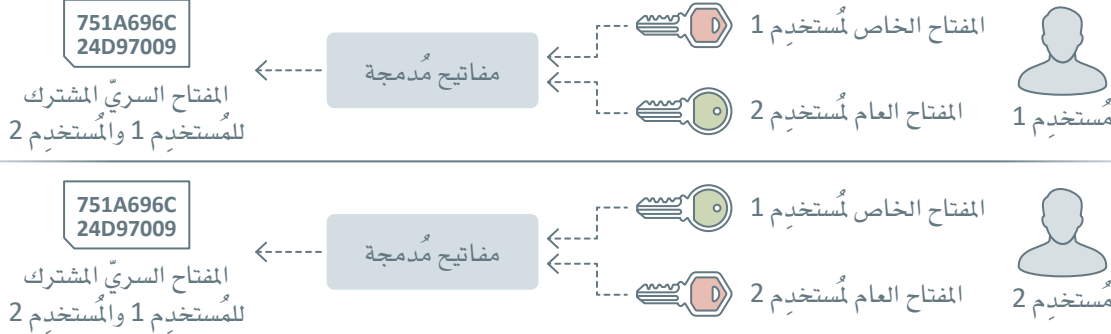 المفتاح الخاص لمُستخدِم 1
المفتاح العام لمُستخدِم 2
مُستخدِم 1
مفاتيح مُدمجة
751A696C
24D97009
المفتاح السريّ المشترك
للمُستخدِم 1 والمُستخدِم 2
المفتاح الخاص لمُستخدِم 1
المفتاح العام لمُستخدِم 2
مُستخدِم 2
مفاتيح مُدمجة
751A696C
24D97009
المفتاح السريّ المشترك
للمُستخدِم 1 والمُستخدِم 2